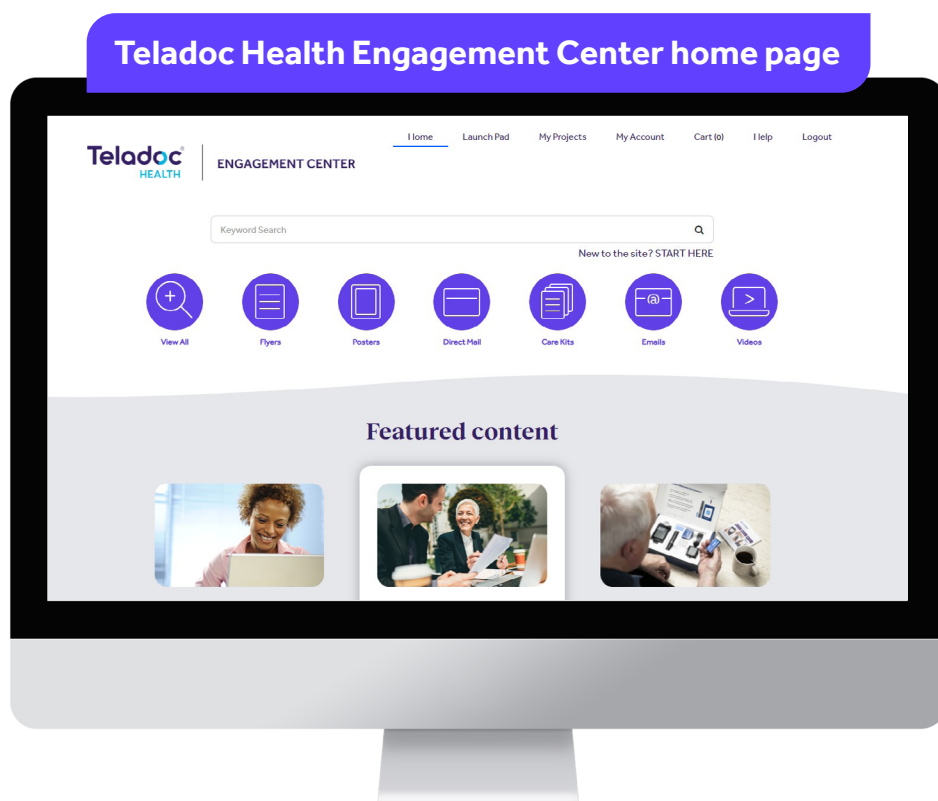 Teladoc Health Engagement Center home page
Home Launch Pad My Projects My Account Cart (0) Help Logout
Teladoc®
HEALTH
ENGAGEMENT CENTER
Keyword Search
New to the site? START HERE
View All Flyers Posters Direct Mail Care Kits Emails Videos
Featured content